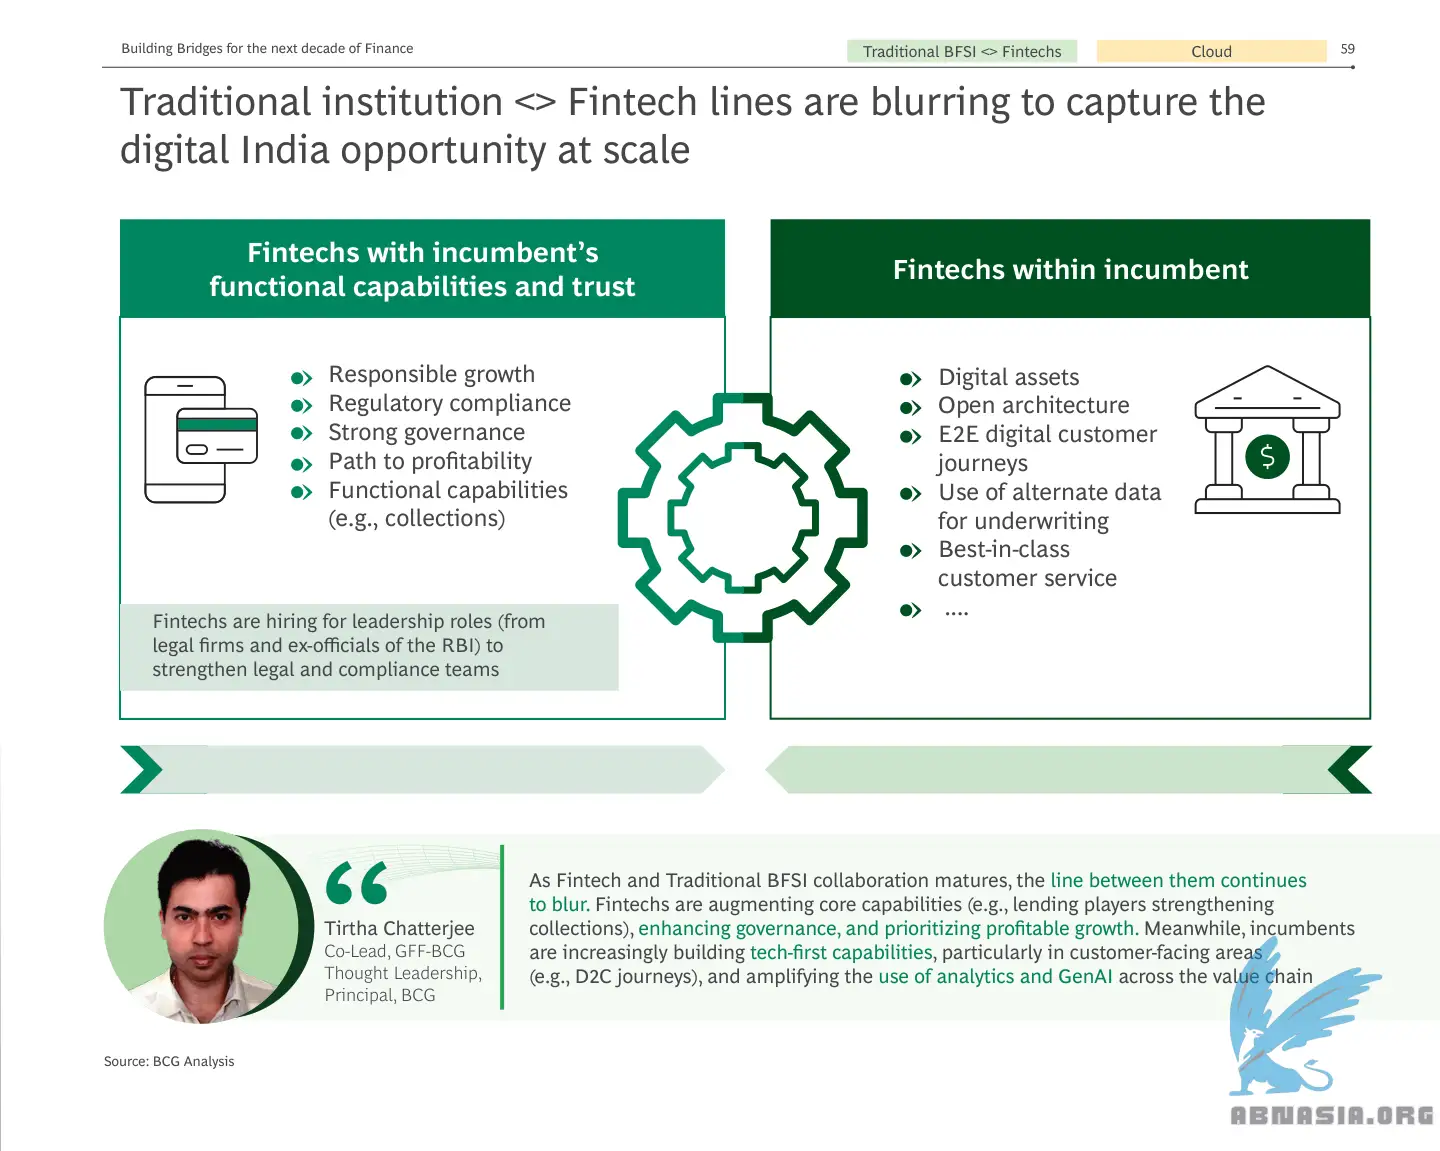 Building Bridges for the next decade of Finance
Traditional BFSI <> Fintechs
Cloud
59
Traditional institution <> Fintech lines are blurring to capture the
digital India opportunity at scale
Fintechs with incumbent’s
functional capabilities and trust
Responsible growth
Regulatory compliance
Strong governance
Path to profitability
Functional capabilities
(e.g., collections)
Fintechs are hiring for leadership roles (from
legal firms and ex-officials of the RBI) to
strengthen legal and compliance teams
Fintechs within incumbent
Digital assets
Open architecture
E2E digital customer
journeys
Use of alternate data
for underwriting
Best-in-class
customer service
....
$
Tirtha Chatterjee
Co-Lead, GFF-BCG
Thought Leadership,
Principal, BCG
As Fintech and Traditional BFSI collaboration matures, the line between them continues
to blur. Fintechs are augmenting core capabilities (e.g., lending players strengthening
collections), enhancing governance, and prioritizing profitable growth. Meanwhile, incumbents
are increasingly building tech-first capabilities, particularly in customer-facing areas
(e.g., D2C journeys), and amplifying the use of analytics and GenAI across the value chain
Source: BCG Analysis
ABNASIA.ORG